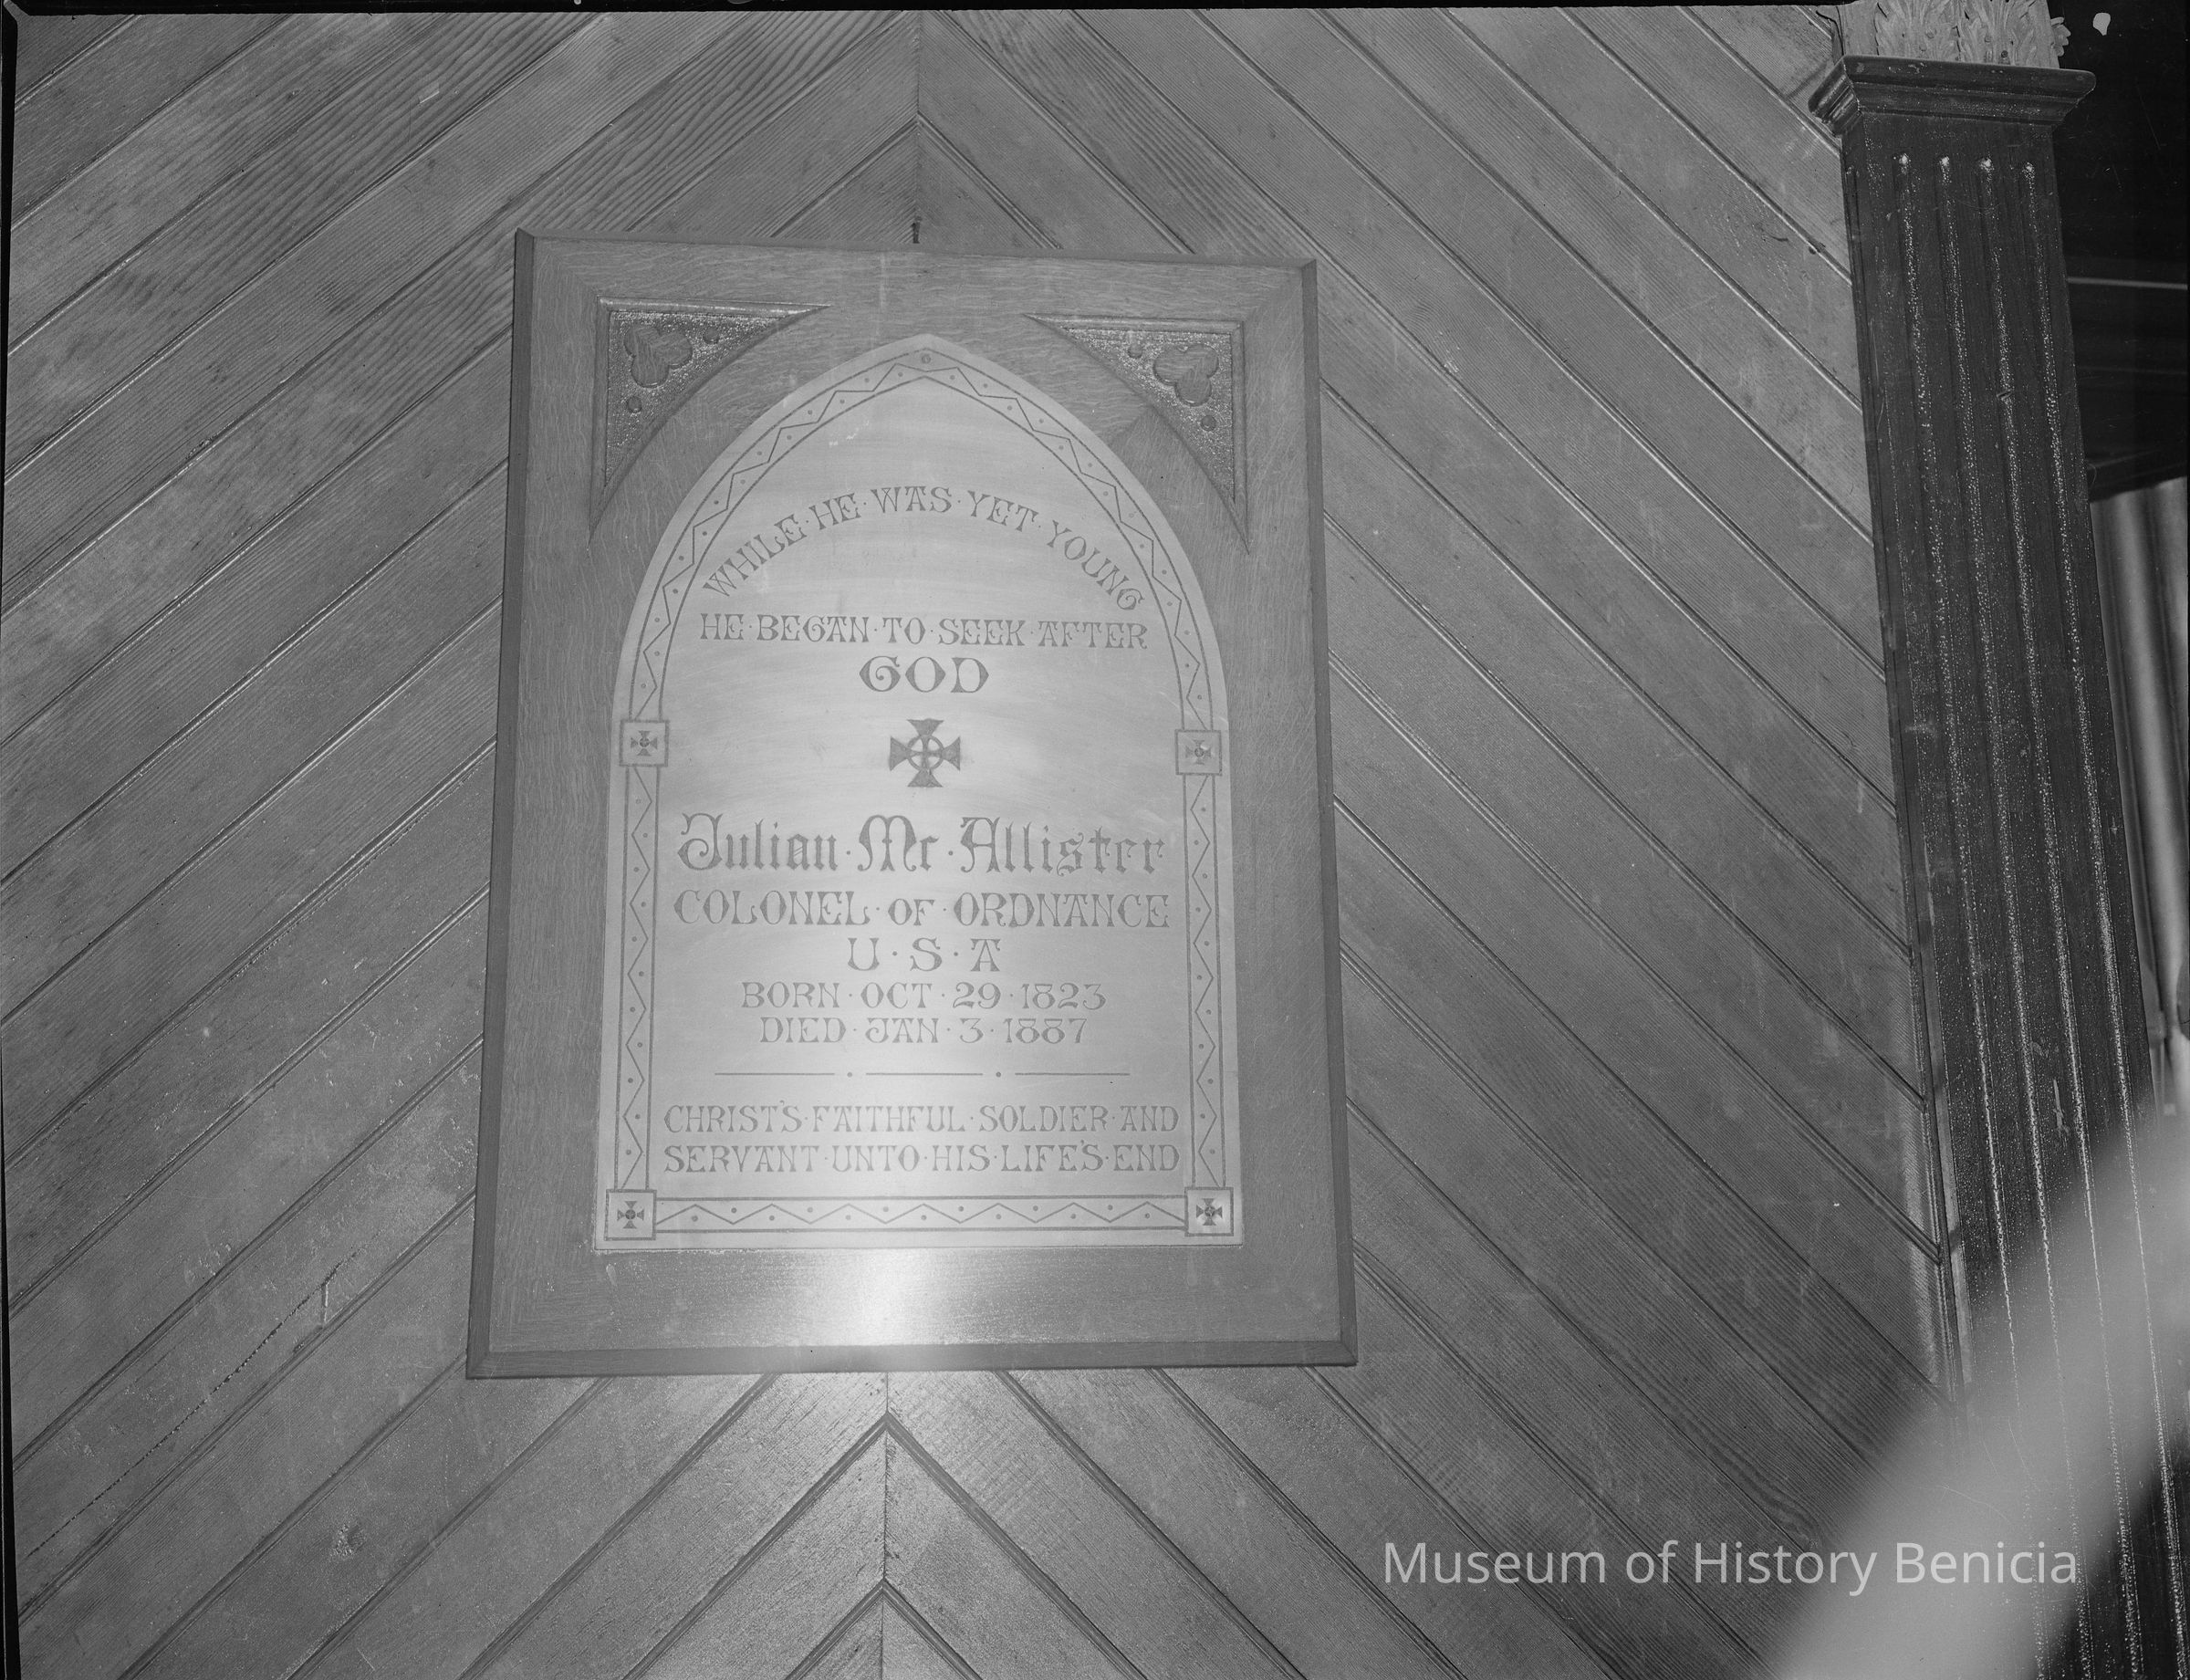 WHILE·HE·WAS·YET·YOUNG
HE·BEGAN·TO·SEEK·AFTER
GOD
Julian·Mc·Allister
COLONEL·OF·ORDNANCE
U·S·A
BORN·OCT·29·1823
DIED·JAN·3·1887
CHRIST'S·FAITHFUL·SOLDIER·AND
SERVANT·UNTO·HIS·LIFE'S·END
Museum of History Benicia